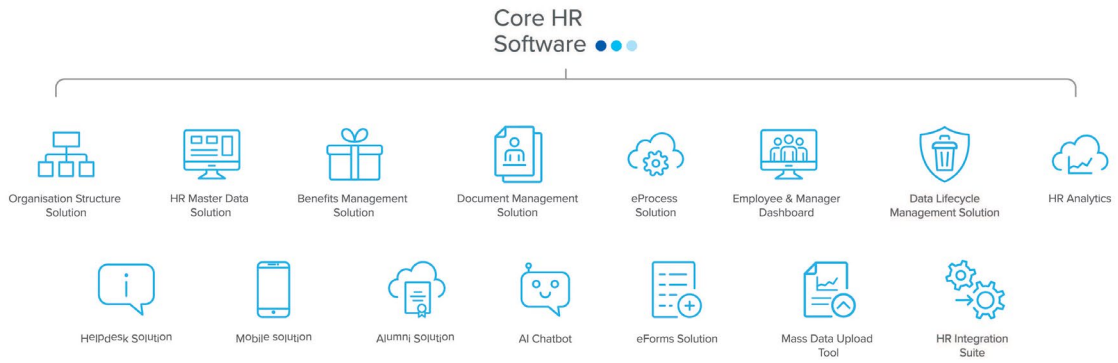 Core HR
Software
Organisation Structure
Solution
HR Master Data
Solution
Benefits Management
Solution
Document Management
Solution
eProcess
Solution
Employee & Manager
Dashboard
Data Lifecycle
Management Solution
HR Analytics
Helpdesk Solution
Mobile solution
Alumni Solution
AI Chatbot
eForms Solution
Mass Data Upload
Tool
HR Integration
Suite